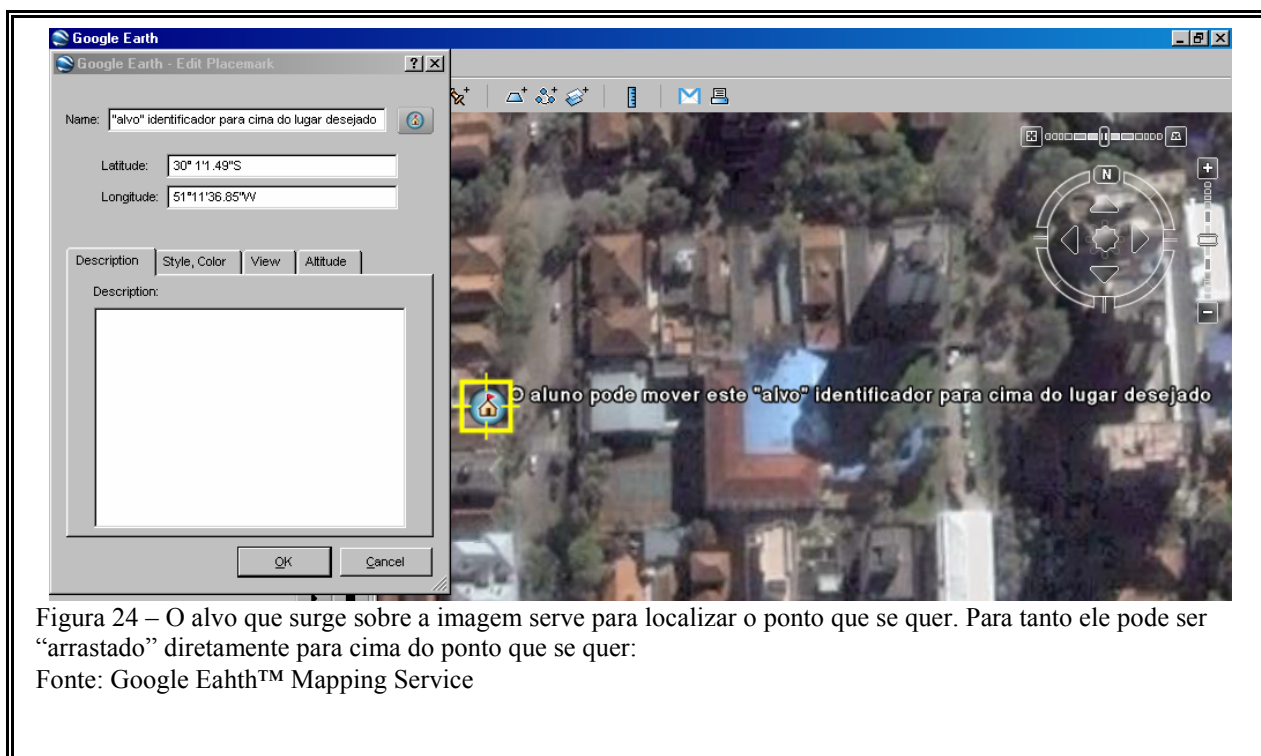 Google Earth
Google Earth - Edit Placemark
Name: "alvo" identificador para cima do lugar desejado
Latitude: 30° 1'1.49"S
Longitude: 51°11'36.85"W
Description Style, Color View Altitude
Description:
OK Cancel
N
O aluno pode mover este "alvo" identificador para cima do lugar desejado
Figura 24 – O alvo que surge sobre a imagem serve para localizar o ponto que se quer. Para tanto ele pode ser
“arrastado” diretamente para cima do ponto que se quer:
Fonte: Google Eahth™ Mapping Service